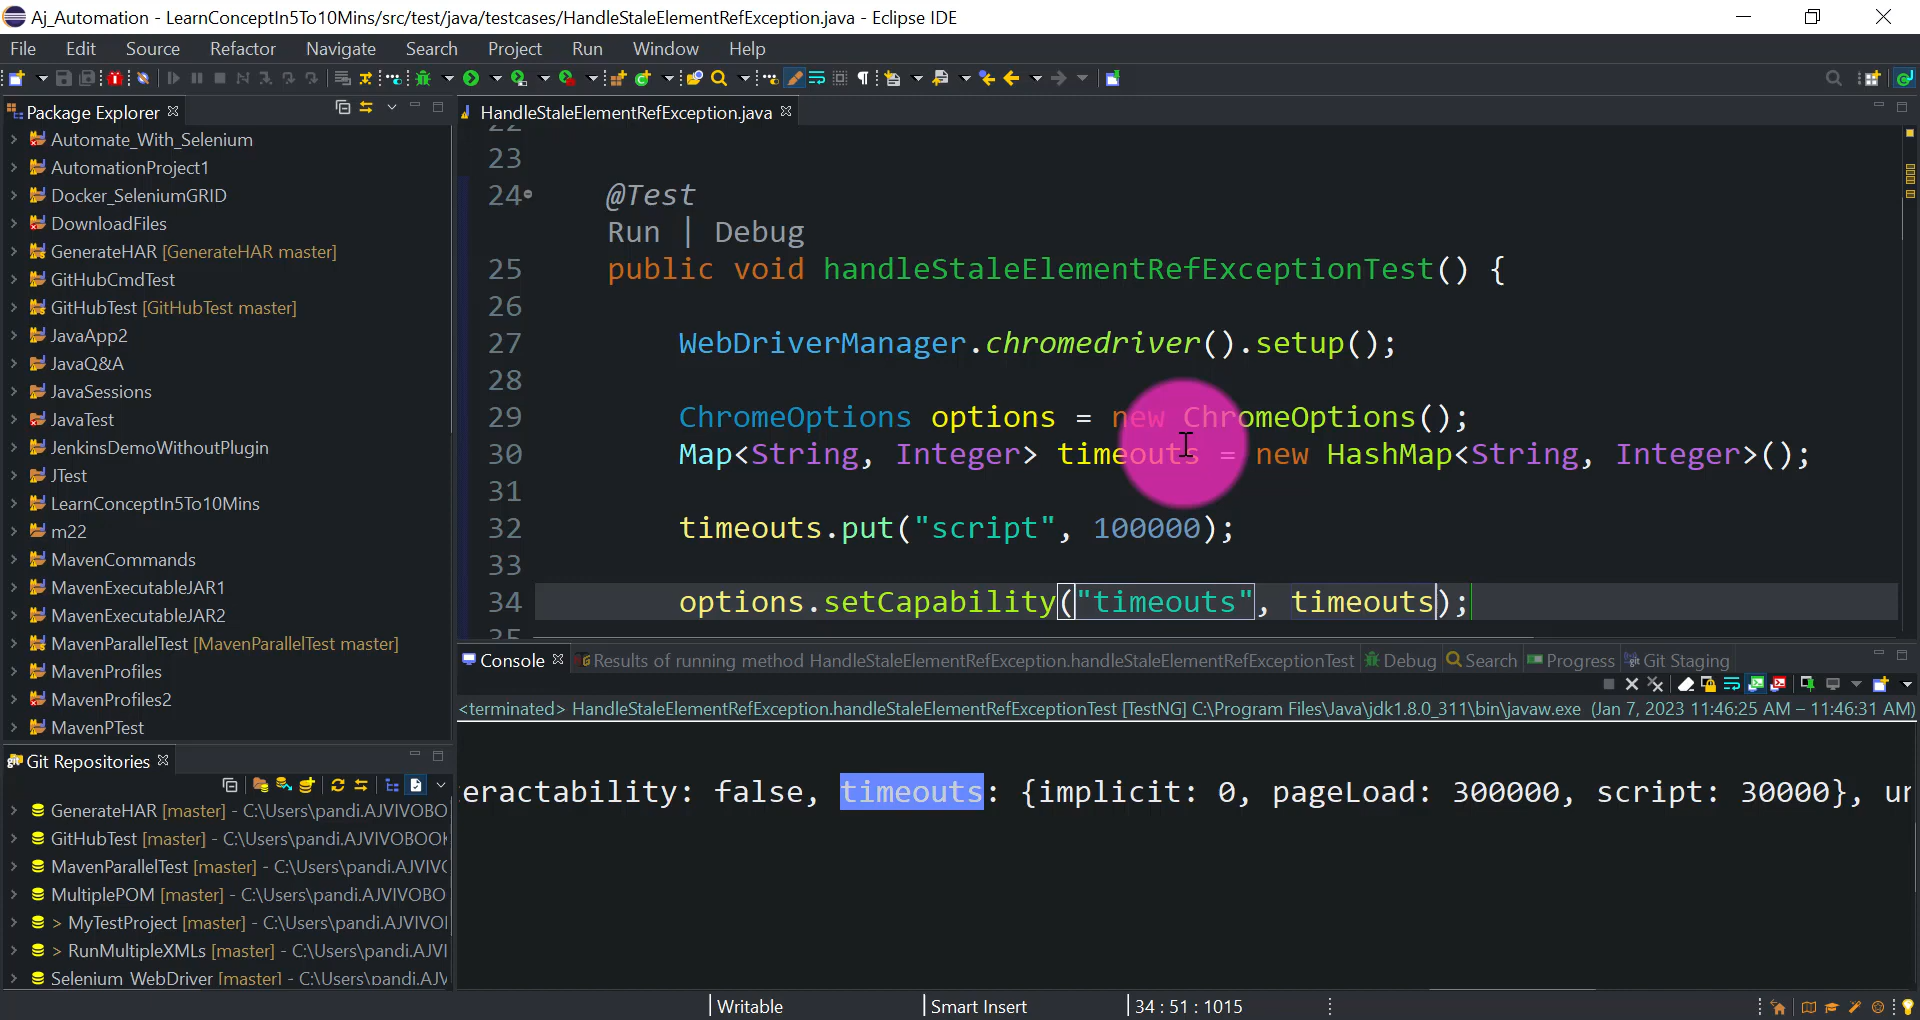 Aj_Automation - LearnConceptIn5To10Mins/src/test/java/testcases/HandleStaleElementRefException.java - Eclipse IDE
File Edit Source Refactor Navigate Search Project Run Window Help
Package Explorer
Automate_With_Selenium
AutomationProject1
Docker_SeleniumGRID
DownloadFiles
GenerateHAR [GenerateHAR master]
GitHubCmdTest
GitHubTest [GitHubTest master]
JavaApp2
JavaQ&A
JavaSessions
JavaTest
JenkinsDemoWithoutPlugin
JTest
LearnConceptIn5To10Mins
m22
MavenCommands
MavenExecutableJAR1
MavenExecutableJAR2
MavenParallelTest [MavenParallelTest master]
MavenProfiles
MavenProfiles2
MavenPTest
Git Repositories
GenerateHAR [master] - C:\Users\pandi.AJVIVOBO
GitHubTest [master] - C:\Users\pandi.AJVIVOBOO
MavenParallelTest [master] - C:\Users\pandi.AJVIV
MultiplePOM [master] - C:\Users\pandi.AJVIVOBO
> MyTestProject [master] - C:\Users\pandi.AJVIVO
> RunMultipleXMLs [master] - C:\Users\pandi.AJVI
Selenium_WebDriver [master] - C:\Users\pandi.AJV
HandleStaleElementRefException.java
22
23
24 @Test
Run | Debug
25 public void handleStaleElementRefExceptionTest() {
26
27 WebDriverManager.chromedriver().setup();
28
29 ChromeOptions options = new ChromeOptions();
30 Map<String, Integer> timeouts = new HashMap<String, Integer>();
31
32 timeouts.put("script", 100000);
33
34 options.setCapability("timeouts", timeouts);
35
Console Results of running method HandleStaleElementRefException.handleStaleElementRefExceptionTest Debug Search Progress Git Staging
<terminated> HandleStaleElementRefException.handleStaleElementRefExceptionTest [TestNG] C:\Program Files\Java\jdk1.8.0_311\bin\javaw.exe (Jan 7, 2023 11:46:25 AM – 11:46:31 AM)
eractability: false, timeouts: {implicit: 0, pageLoad: 300000, script: 30000}, ur
Writable Smart Insert 34 : 51 : 1015